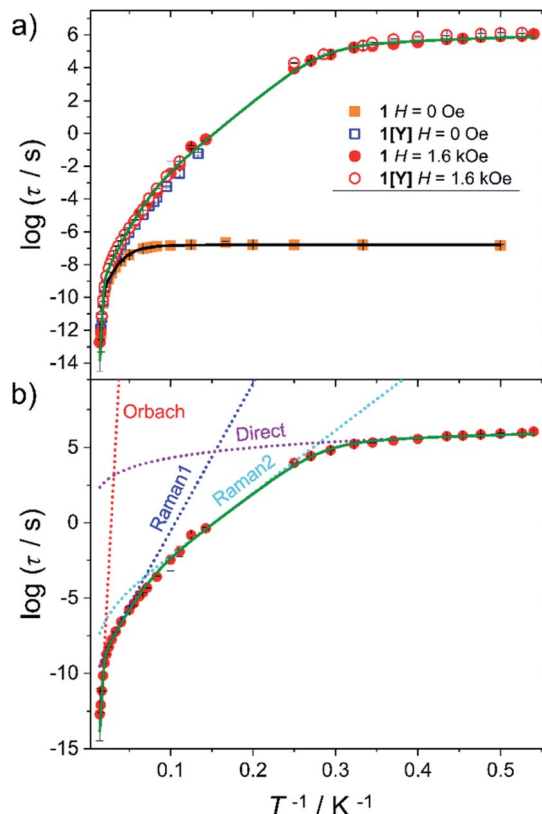 a)
6
4
2
0
-2
-4
-6
-8
-10
-12
-14
log (τ / s)
1 H = 0 Oe
1[Y] H = 0 Oe
1 H = 1.6 kOe
1[Y] H = 1.6 kOe
b)
Orbach
Direct
Raman1
Raman2
5
0
-5
-10
-15
log (τ / s)
0.1 0.2 0.3 0.4 0.5
T⁻¹ / K⁻¹